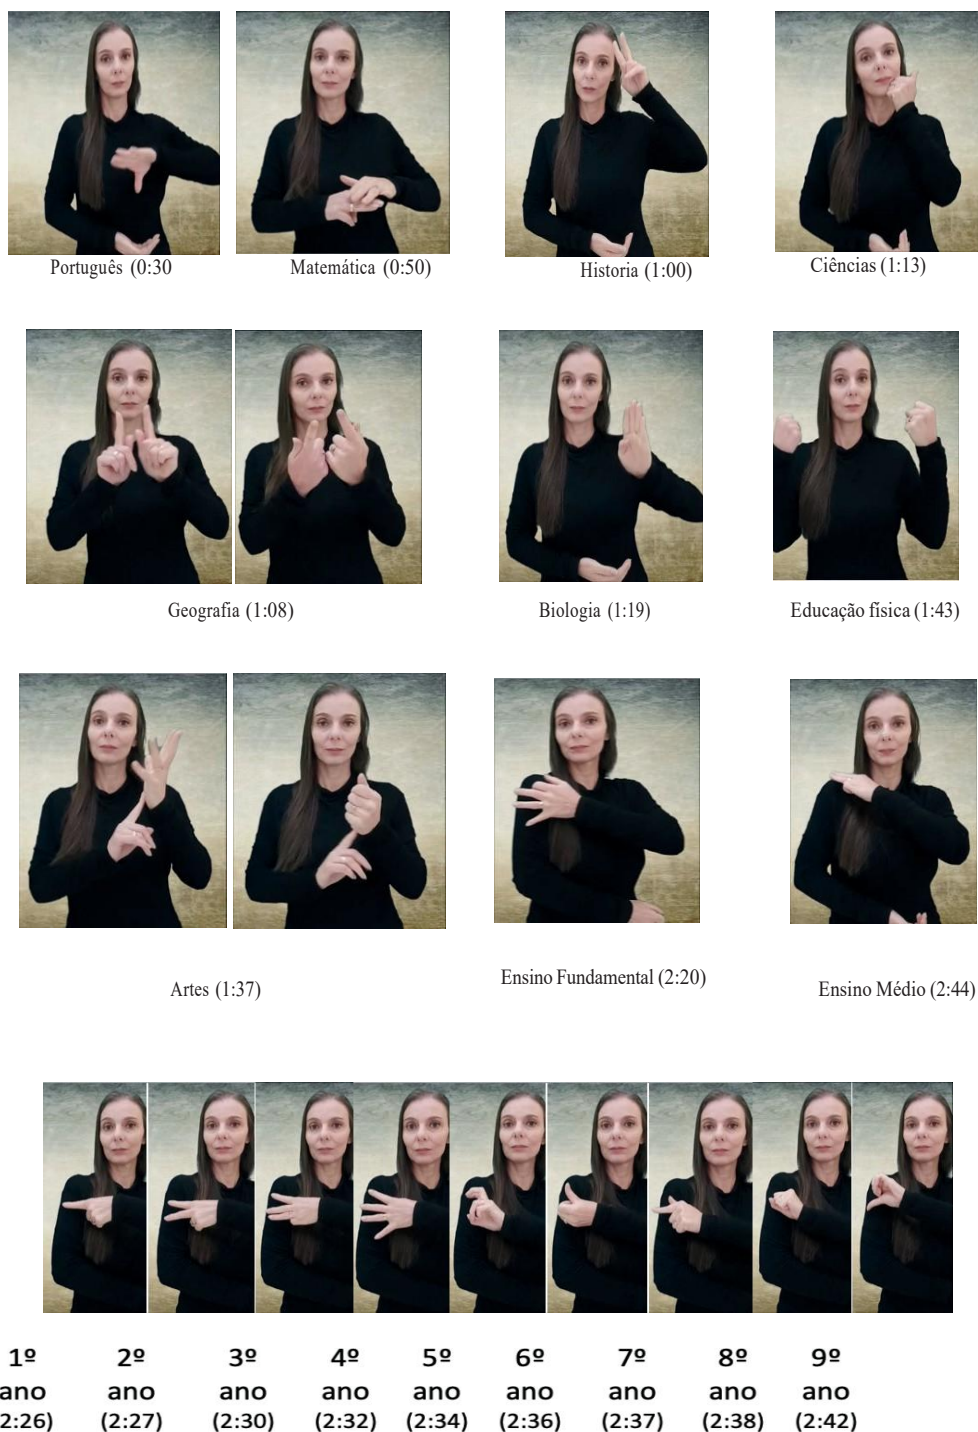 Português (0:30
Matemática (0:50)
Historia (1:00)
Ciências (1:13)
Geografia (1:08)
Biologia (1:19)
Educação física (1:43)
Artes (1:37)
Ensino Fundamental (2:20)
Ensino Médio (2:44)
1º 2º 3º 4º 5º 6º 7º 8º 9º
ano ano ano ano ano ano ano ano ano
2:26) (2:27) (2:30) (2:32) (2:34) (2:36) (2:37) (2:38) (2:42)